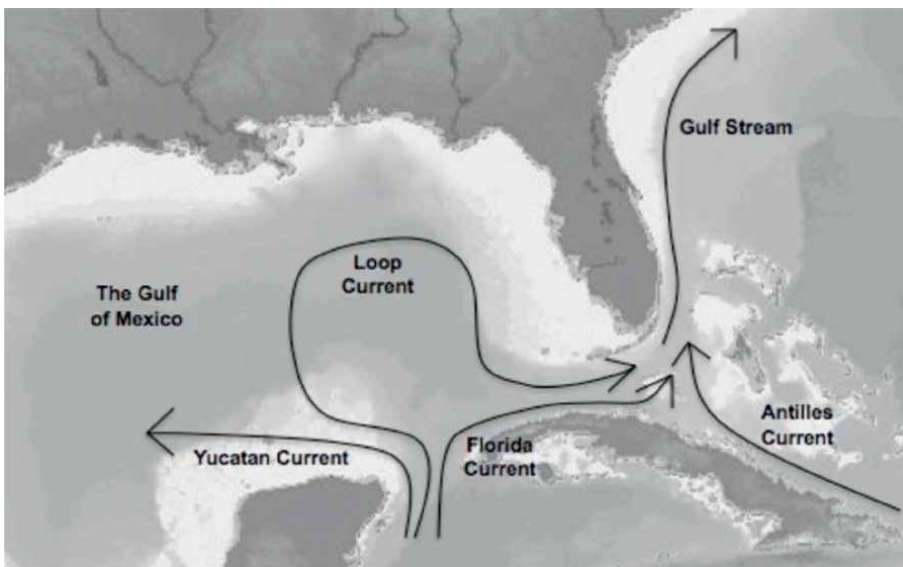 Gulf Stream
Loop
Current
The Gulf
of Mexico
Antilles
Current
Florida
Current
Yucatan Current